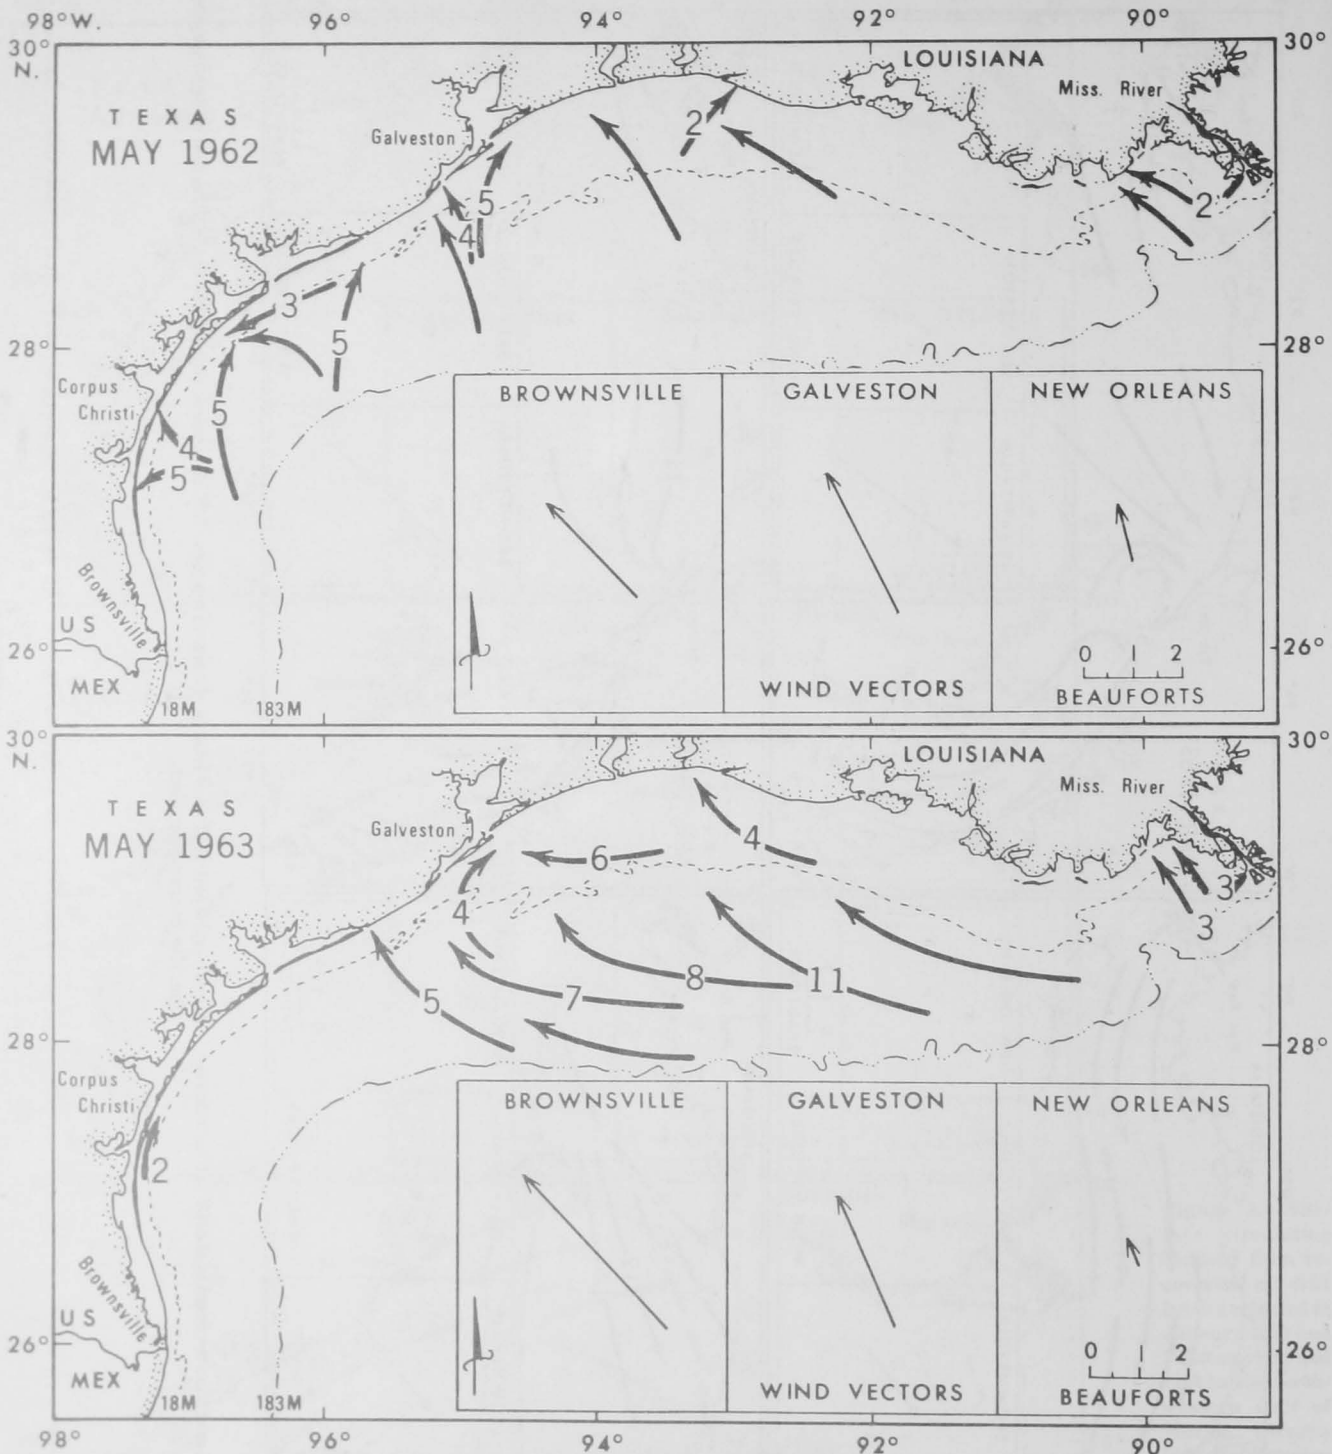 98°W. 96° 94° 92° 90°
30° N. 30°
LOUISIANA
Miss. River
TEXAS
MAY 1962
Galveston
2
5
4
2
3
5
28° 28°
Corpus Christi
5
4
5
BROWNSVILLE GALVESTON NEW ORLEANS
Brownsville
US
26° 26°
MEX
0 1 2
WIND VECTORS BEAUFORTS
18M 183M
30° N. 30°
LOUISIANA
Miss. River
TEXAS
MAY 1963
Galveston
4
6
3
4
3
8 11
5 7
28° 28°
Corpus Christi
BROWNSVILLE GALVESTON NEW ORLEANS
2
Brownsville
US
26° 26°
MEX
0 1 2
WIND VECTORS BEAUFORTS
18M 183M
98° 96° 94° 92° 90°